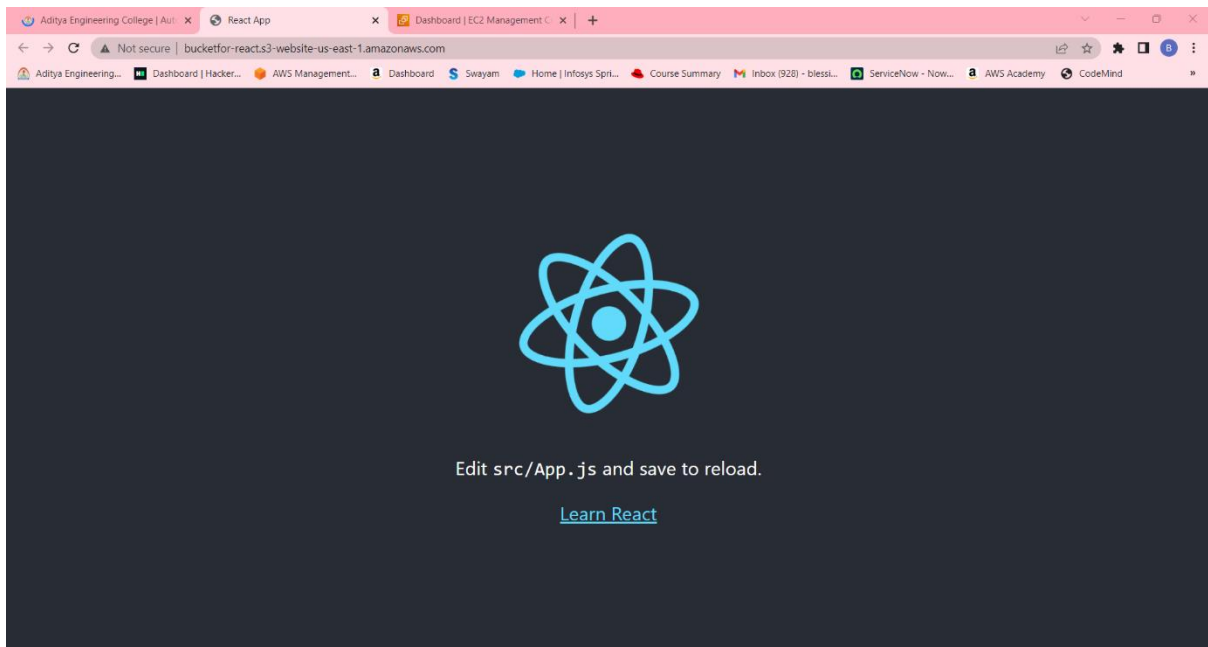 Aditya Engineering College | Aut React App Dashboard | EC2 Management C
Not secure | bucketfor-react.s3-website-us-east-1.amazonaws.com B
Aditya Engineering... H Dashboard | Hacker... AWS Management... a Dashboard S Swayam Home | Infosys Spri... Course Summary M Inbox (928) - blessi... ServiceNow - Now... a AWS Academy CodeMind »
Edit src/App.js and save to reload.
Learn React